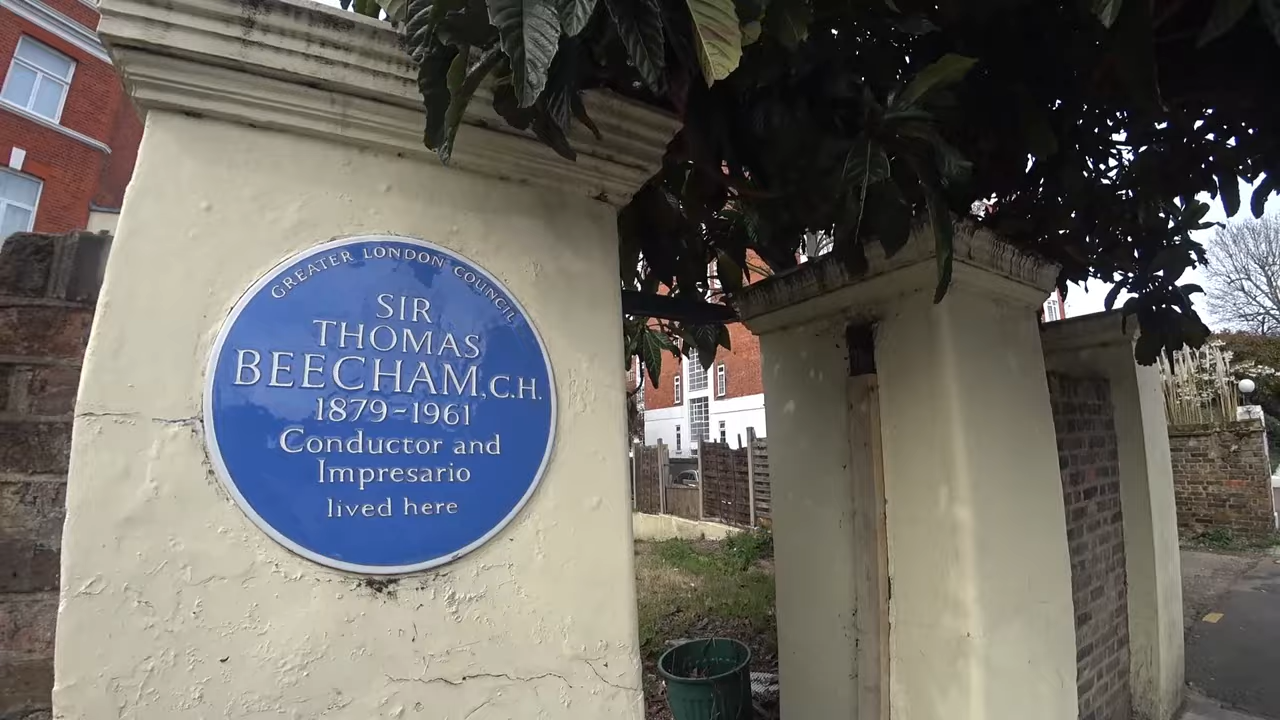 GREATER LONDON COUNCIL
SIR
THOMAS
BEECHAM, C.H.
1879-1961
Conductor and
Impresario
lived here